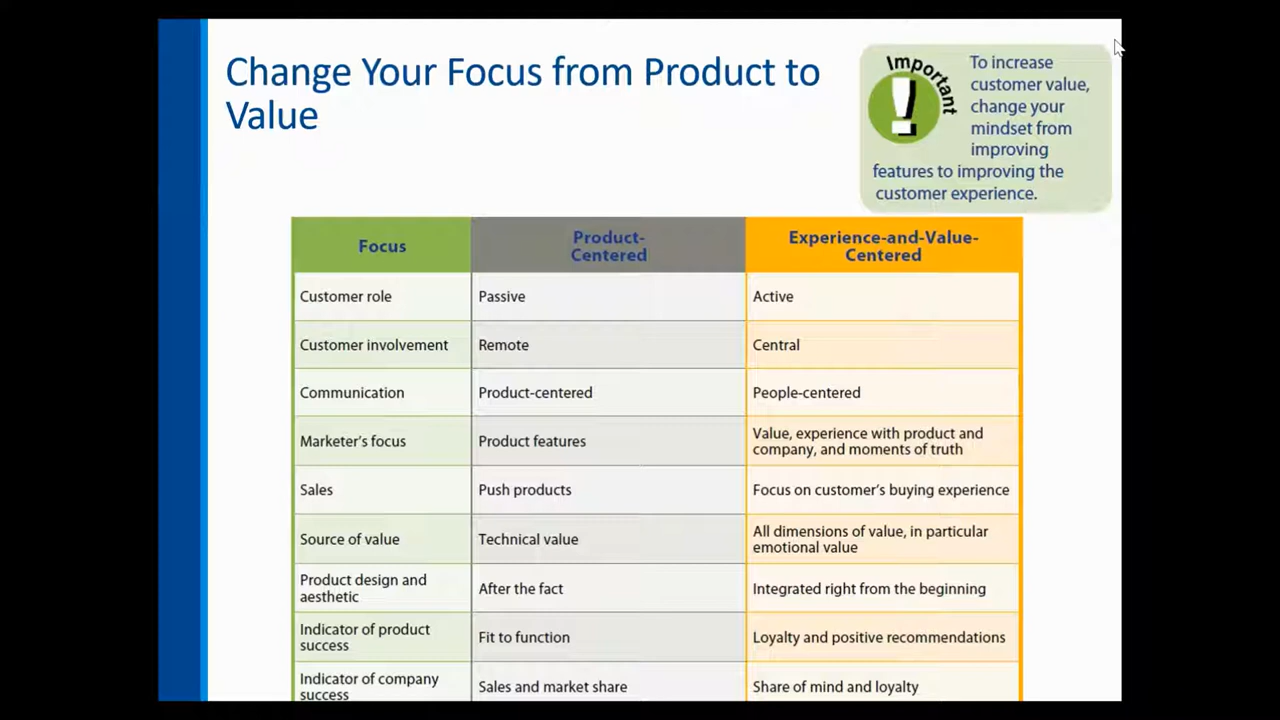 Change Your Focus from Product to
Value
Important
To increase
customer value,
change your
mindset from
improving
features to improving the
customer experience.
Focus
Product-
Centered
Experience-and-Value-
Centered
Customer role
Passive
Active
Customer involvement
Remote
Central
Communication
Product-centered
People-centered
Marketer's focus
Product features
Value, experience with product and
company, and moments of truth
Sales
Push products
Focus on customer's buying experience
Source of value
Technical value
All dimensions of value, in particular
emotional value
Product design and
aesthetic
After the fact
Integrated right from the beginning
Indicator of product
success
Fit to function
Loyalty and positive recommendations
Indicator of company
success
Sales and market share
Share of mind and loyalty